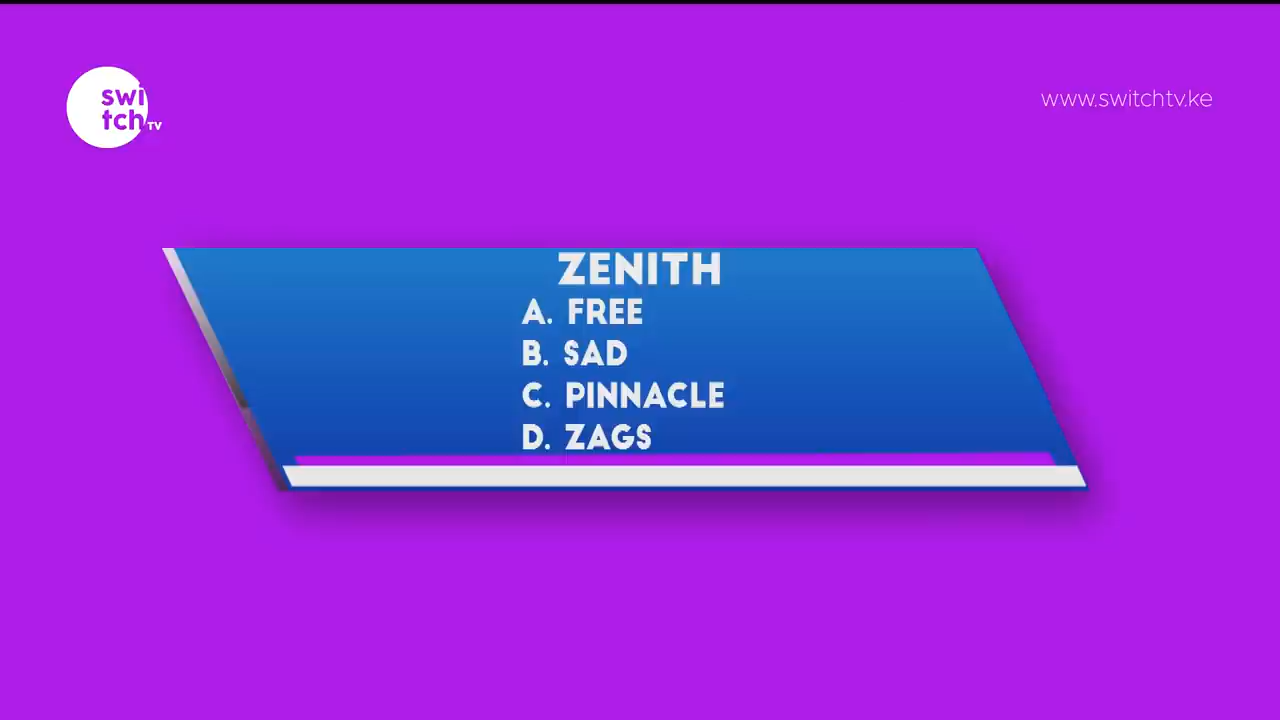 swi
tch TV
www.switchtv.ke
ZENITH
A. FREE
B. SAD
C. PINNACLE
D. ZAGS